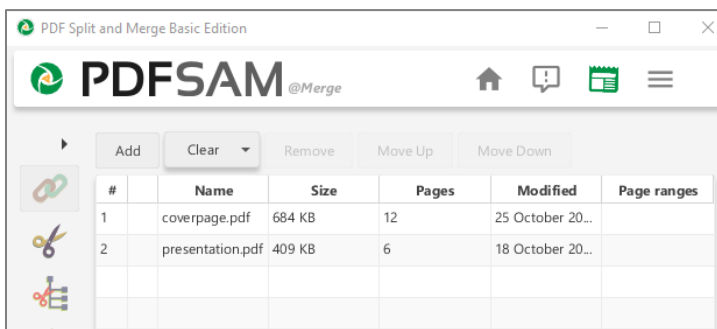 PDF Split and Merge Basic Edition
PDFSAM @Merge
Add Clear Remove Move Up Move Down
# Name Size Pages Modified Page ranges
1 coverpage.pdf 684 KB 12 25 October 20...
2 presentation.pdf 409 KB 6 18 October 20...